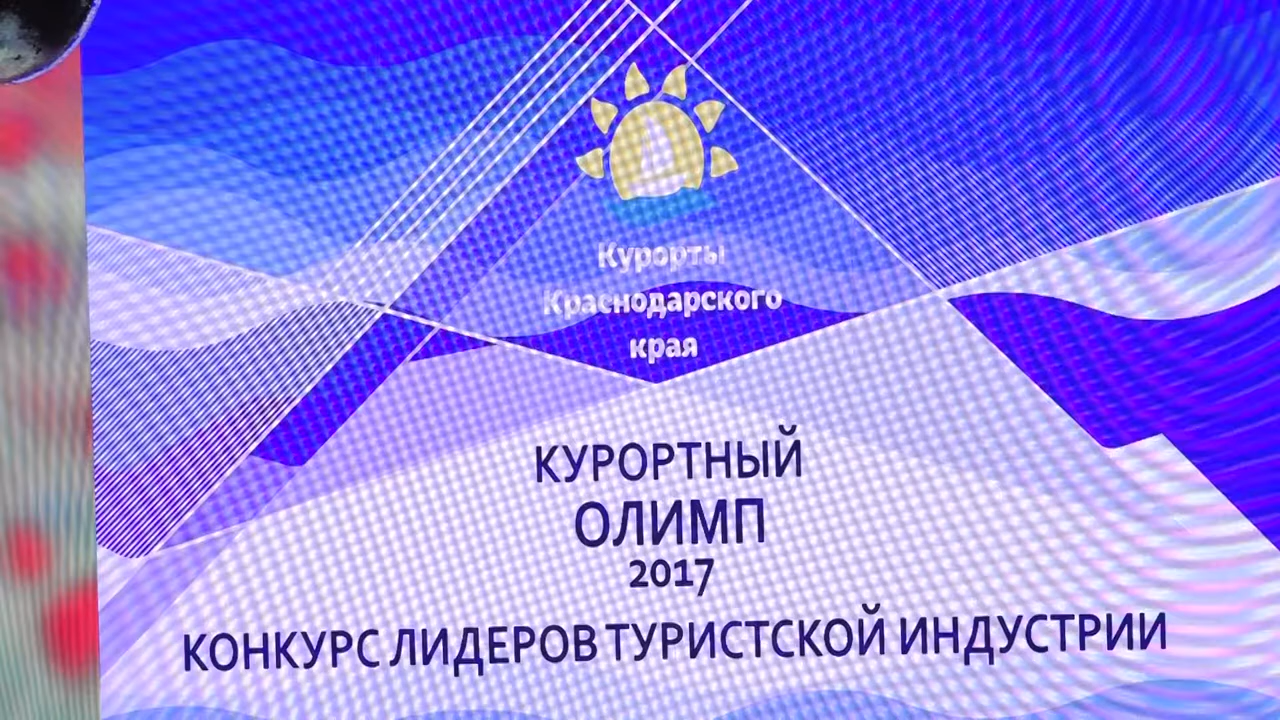 Курорты
Краснодарского
края
КУРОРТНЫЙ
ОЛИМП
2017
КОНКУРС ЛИДЕРОВ ТУРИСТСКОЙ ИНДУСТРИИ